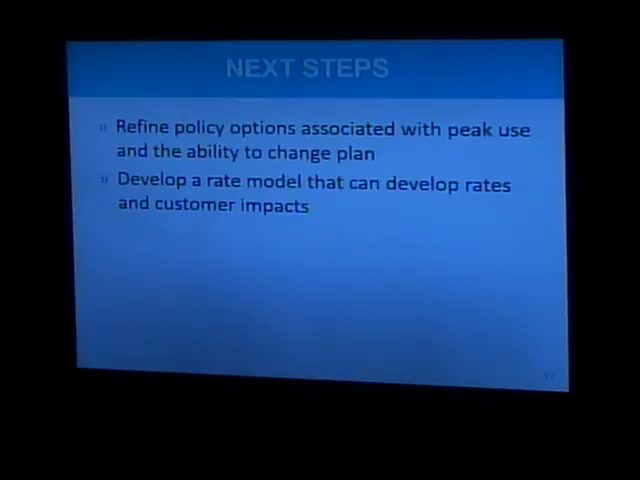 NEXT STEPS
» Refine policy options associated with peak use
and the ability to change plan
» Develop a rate model that can develop rates
and customer impacts